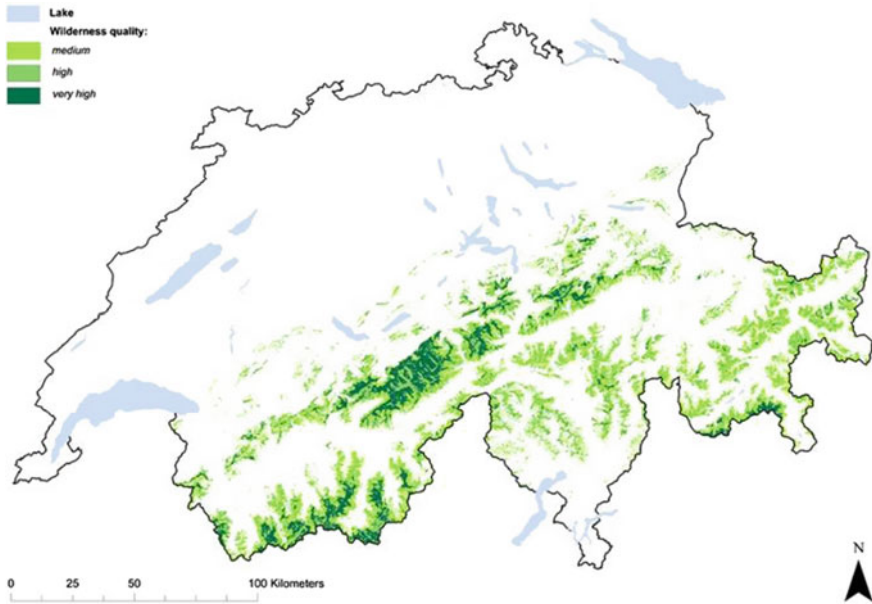 Lake
Wilderness quality:
medium
high
very high
N
0 25 50 100 Kilometers